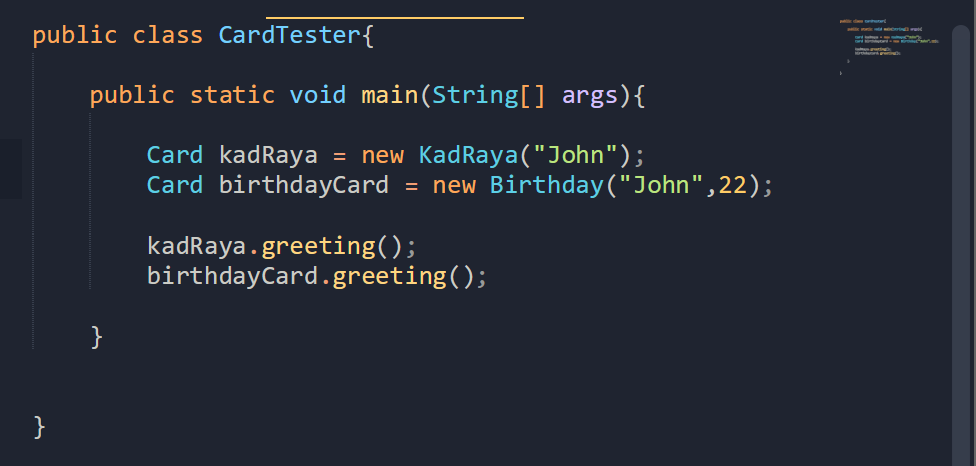 public class CardTester{
public static void main(String[] args){
Card kadRaya = new KadRaya("John");
Card birthdayCard = new Birthday("John",22);
kadRaya.greeting();
birthdayCard.greeting();
}
}